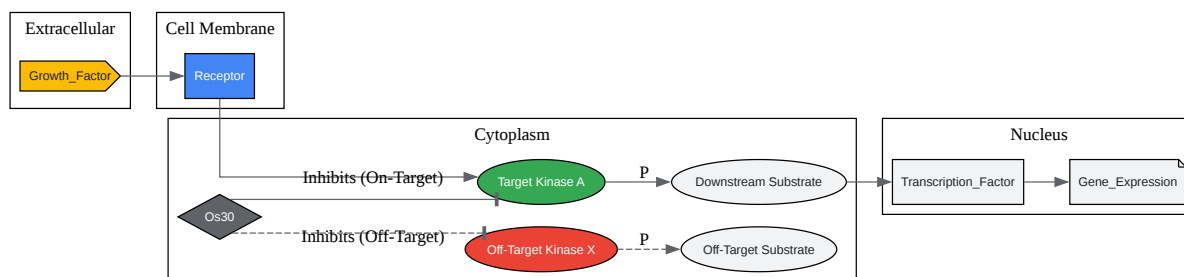 Extracellular
Cell Membrane
Growth_Factor
Receptor
Cytoplasm
Nucleus
Inhibits (On-Target)
Target Kinase A
P
Downstream Substrate
Transcription_Factor
Gene_Expression
Os30
Inhibits (Off-Target)
Off-Target Kinase X
P
Off-Target Substrate